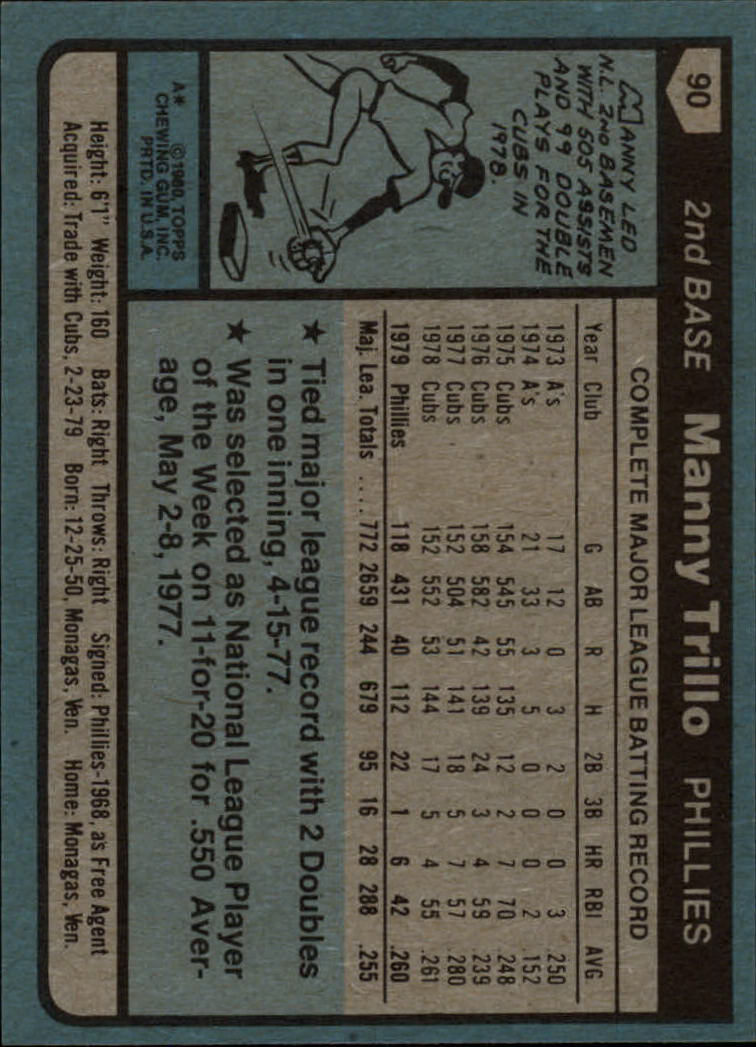 90
2nd BASE Manny Trillo PHILLIES
MANNY LED
N.L. 2ND BASEMEN
WITH 505 ASSISTS
AND 99 DOUBLE
PLAYS FOR THE
CUBS IN
1978.
A* ©1980, TOPPS
CHEWING GUM, INC.
PRTD. IN U.S.A.
COMPLETE MAJOR LEAGUE BATTING RECORD
Year Club G AB R H 2B 3B HR RBI AVG
1973 A's 17 12 0 3 2 0 0 3 .250
1974 A's 21 33 3 5 0 0 0 2 .152
1975 Cubs 154 545 55 135 12 2 7 70 .248
1976 Cubs 158 582 42 139 24 3 4 59 .239
1977 Cubs 152 504 51 141 18 5 7 57 .280
1978 Cubs 152 552 53 144 17 5 4 55 .261
1979 Phillies 118 431 40 112 22 1 6 42 .260
Maj. Lea. Totals .... 772 2659 244 679 95 16 28 288 .255
★ Tied major league record with 2 Doubles
in one inning, 4-15-77.
★ Was selected as National League Player
of the Week on 11-for-20 for .550 Aver-
age, May 2-8, 1977.
Height: 6'1" Weight: 160 Bats: Right Throws: Right Signed: Phillies-1968, as Free Agent
Acquired: Trade with Cubs, 2-23-79 Born: 12-25-50, Monagas, Ven. Home: Monagas, Ven.